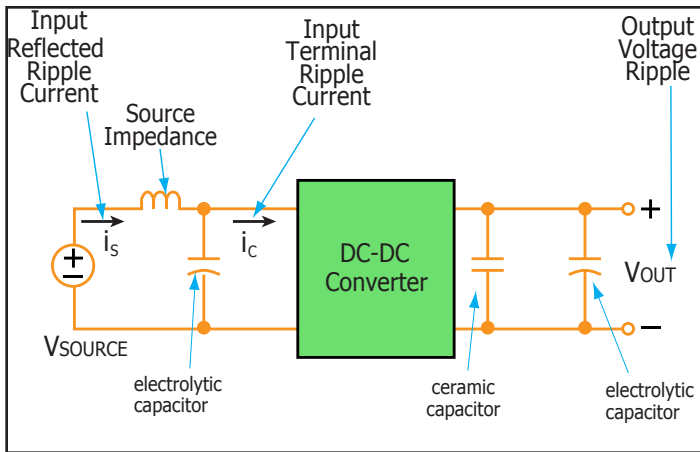 Input
Reflected
Ripple
Current
Input
Terminal
Ripple
Current
Output
Voltage
Ripple
Source
Impedance
+
iS
iC
DC-DC
Converter
+
−
VOUT
−
VSOURCE
electrolytic
capacitor
ceramic
capacitor
electrolytic
capacitor